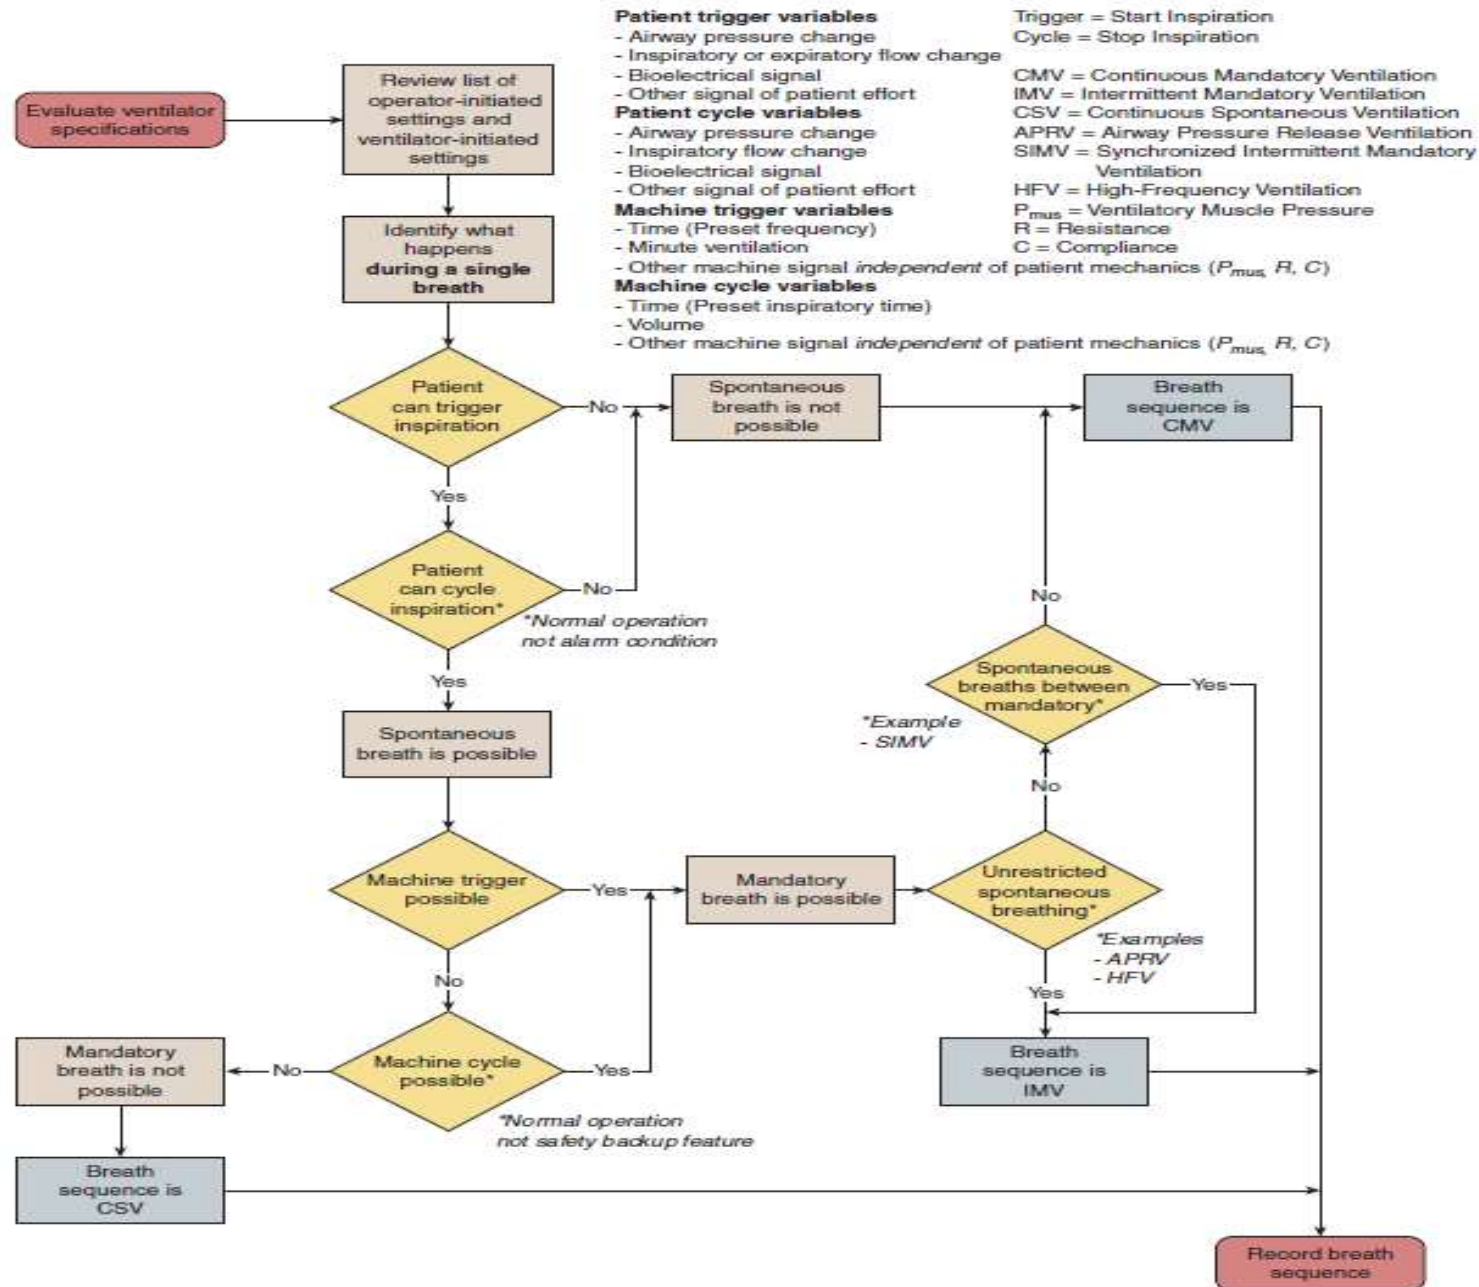 Patient trigger variables
- Airway pressure change
- Inspiratory or expiratory flow change
- Bioelectrical signal
- Other signal of patient effort
Patient cycle variables
- Airway pressure change
- Inspiratory flow change
- Bioelectrical signal
- Other signal of patient effort
Machine trigger variables
- Time (Preset frequency)
- Minute ventilation
- Other machine signal independent of patient mechanics (Pmus, R, C)
Machine cycle variables
- Time (Preset inspiratory time)
- Volume
- Other machine signal independent of patient mechanics (Pmus, R, C)
Trigger = Start Inspiration
Cycle = Stop Inspiration
CMV = Continuous Mandatory Ventilation
IMV = Intermittent Mandatory Ventilation
CSV = Continuous Spontaneous Ventilation
APRV = Airway Pressure Release Ventilation
SIMV = Synchronized Intermittent Mandatory
Ventilation
HFV = High-Frequency Ventilation
Pmus = Ventilatory Muscle Pressure
R = Resistance
C = Compliance
Evaluate ventilator
specifications
Review list of
operator-initiated
settings and
ventilator-initiated
settings
Identify what
happens
during a single
breath
Patient
can trigger
inspiration
No
Spontaneous
breath is not
possible
Breath
sequence is
CMV
Yes
Patient
can cycle
inspiration*
No
*Normal operation
not alarm condition
Yes
Spontaneous
breath is possible
No
Spontaneous
breaths between
mandatory*
Yes
*Example
- SIMV
No
Machine trigger
possible
Yes
Mandatory
breath is possible
Unrestricted
spontaneous
breathing*
*Examples
- APRV
- HFV
Yes
No
Machine cycle
possible*
Yes
*Normal operation
not safety backup feature
No
Mandatory
breath is not
possible
Breath
sequence is
IMV
Breath
sequence is
CSV
Record breath
sequence